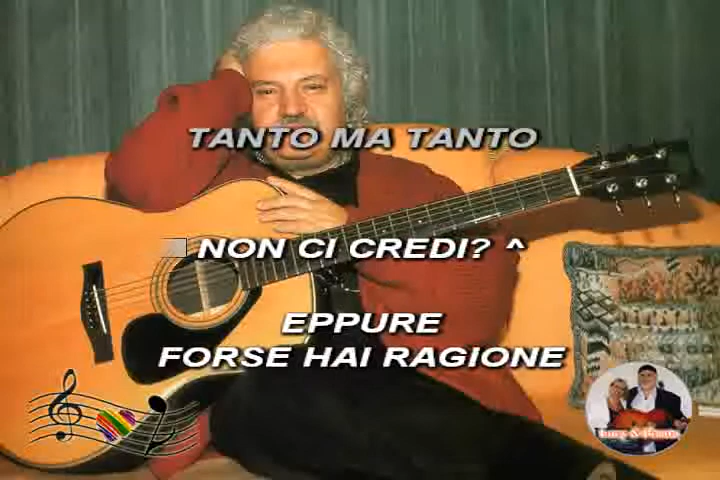 TANTO MA TANTO
NON CI CREDI? ^
EPPURE
FORSE HAI RAGIONE